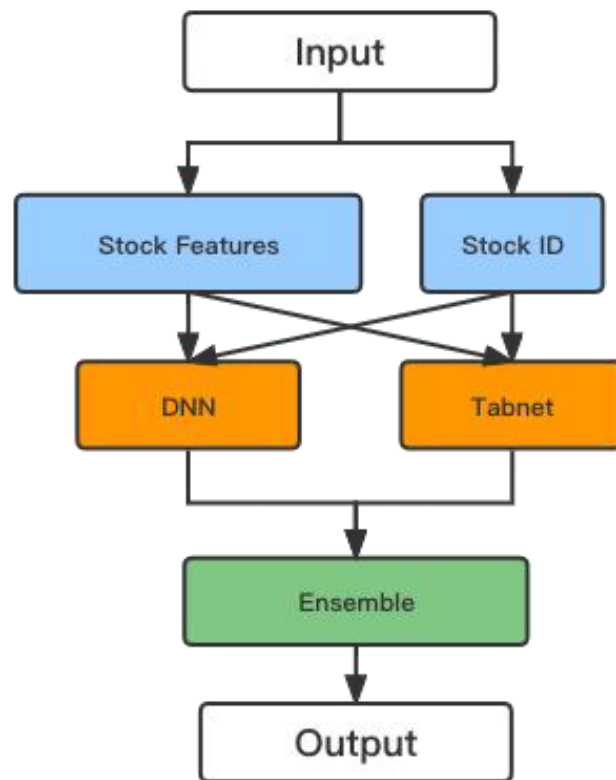 Input
Stock Features
Stock ID
DNN
Tabnet
Ensemble
Output